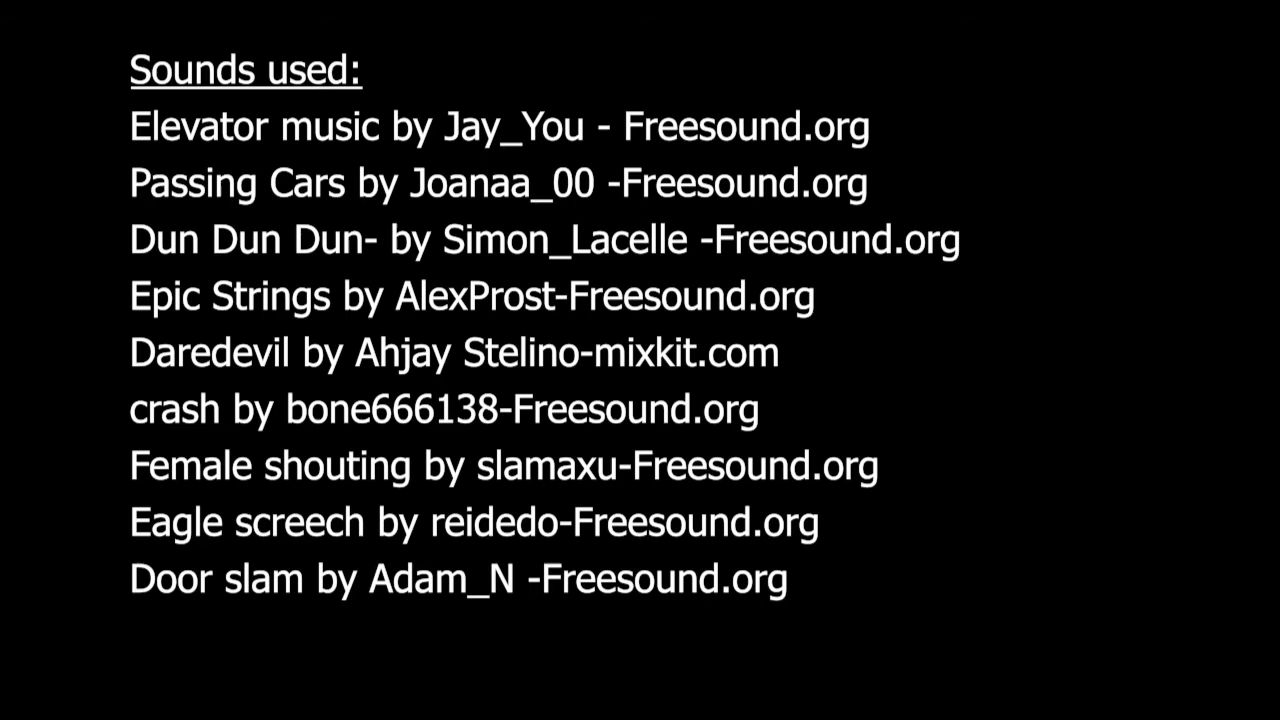 Sounds used:
Elevator music by Jay_You - Freesound.org
Passing Cars by Joanaa_00 -Freesound.org
Dun Dun Dun- by Simon_Lacelle -Freesound.org
Epic Strings by AlexProst-Freesound.org
Daredevil by Ahjay Stelino-mixkit.com
crash by bone666138-Freesound.org
Female shouting by slamaxu-Freesound.org
Eagle screech by reidedo-Freesound.org
Door slam by Adam_N -Freesound.org